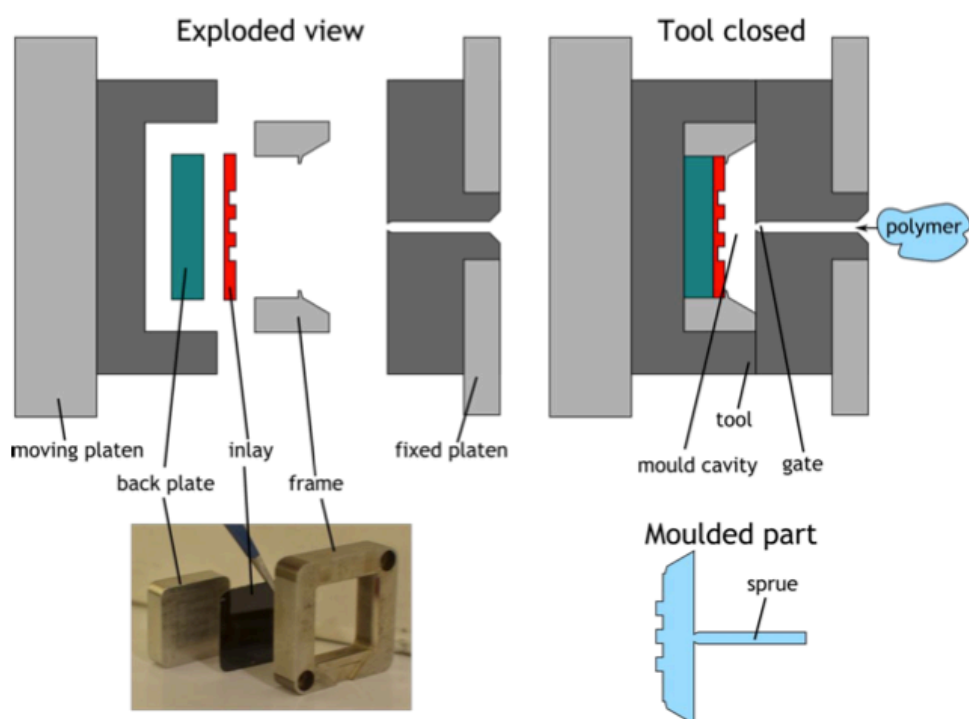 Exploded view
Tool closed
polymer
tool
moving platen
inlay
fixed platen
mould cavity
gate
back plate
frame
Moulded part
sprue